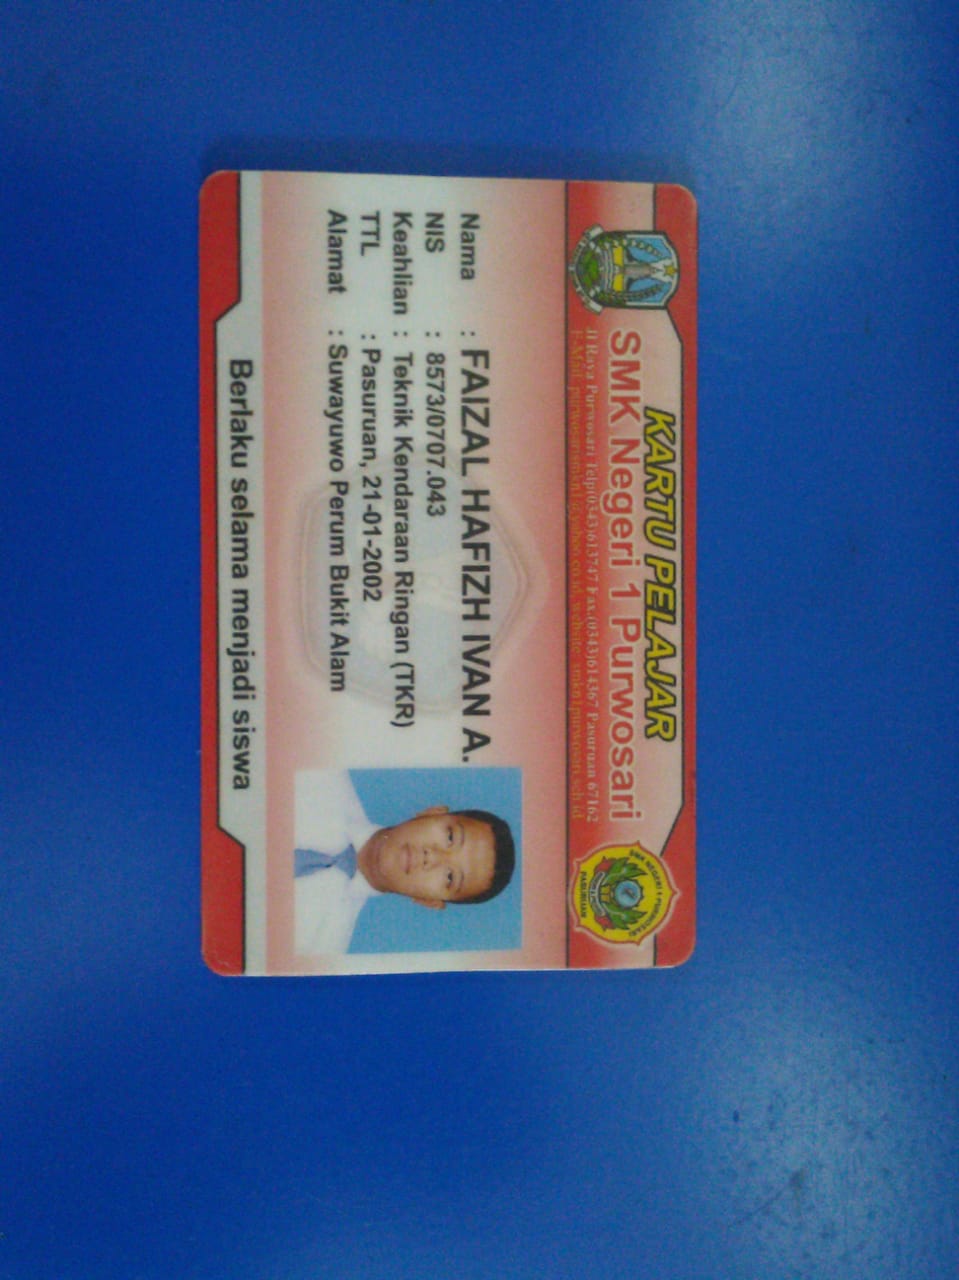 KARTU PELAJAR
SMK Negeri 1 Purwosari
Jl Raya Purwosari Telp(0343)613747 Fax.(0343)614367 Pasuruan 67162
E-Mail. purwosarismkn1@yahoo.co.id, website: smkn1purwosari.sch.id
SMK NEGERI 1 PURWOSARI
PASURUAN
Nama : FAIZAL HAFIZH IVAN A.
NIS : 8573/0707.043
Keahlian : Teknik Kendaraan Ringan (TKR)
TTL : Pasuruan, 21-01-2002
Alamat : Suwayuwo Perum Bukit Alam
Berlaku selama menjadi siswa